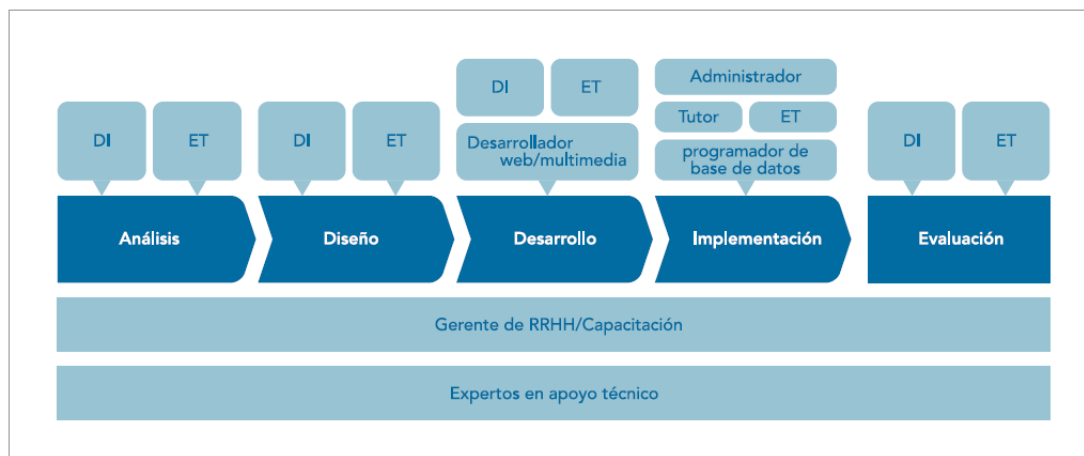 DI
ET
DI
ET
DI
ET
Desarrollador
web/multimedia
Administrador
Tutor
ET
programador de
base de datos
DI
ET
Análisis
Diseño
Desarrollo
Implementación
Evaluación
Gerente de RRHH/Capacitación
Expertos en apoyo técnico